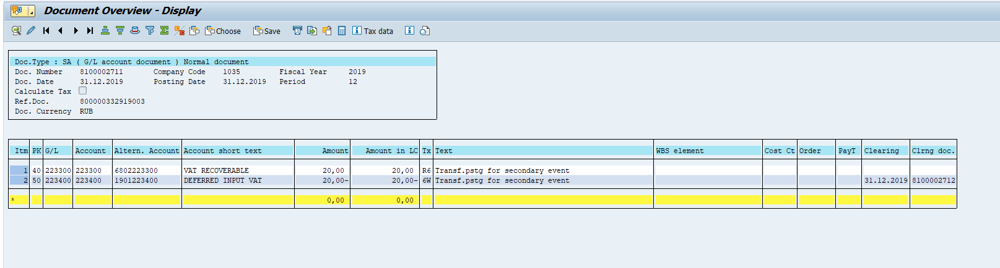 Document Overview - Display
Choose Save Tax data
Doc.Type : SA ( G/L account document ) Normal document
Doc. Number 8100002711 Company Code 1035 Fiscal Year 2019
Doc. Date 31.12.2019 Posting Date 31.12.2019 Period 12
Calculate Tax
Ref.Doc. 800000332919003
Doc. Currency RUB
Itm PK G/L Account Altern. Account Account short text Amount Amount in LC Tx Text WBS element Cost Ct Order PayT Clearing Clrng doc.
1 40 223300 223300 6802223300 VAT RECOVERABLE 20,00 20,00 R6 Transf.pstg for secondary event
2 50 223400 223400 1901223400 DEFERRED INPUT VAT 20,00- 20,00- 6W Transf.pstg for secondary event 31.12.2019 8100002712
* 0,00 0,00